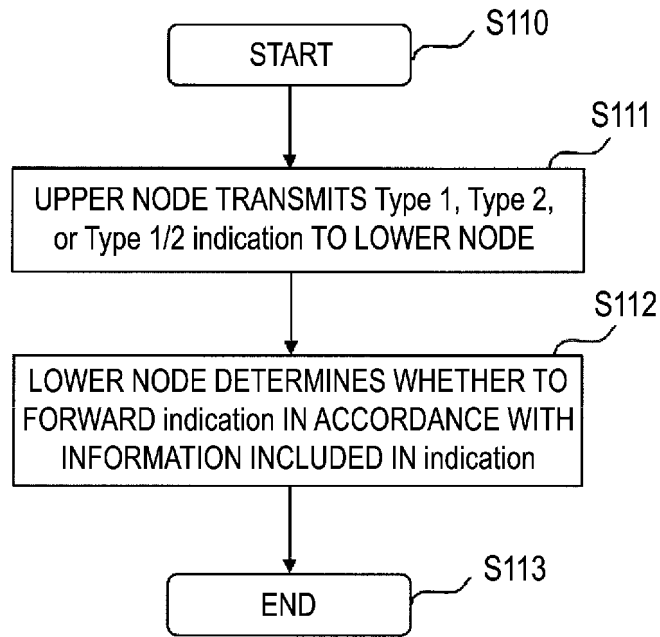 S110
START
S111
UPPER NODE TRANSMITS Type 1, Type 2,
or Type 1/2 indication TO LOWER NODE
S112
LOWER NODE DETERMINES WHETHER TO
FORWARD indication IN ACCORDANCE WITH
INFORMATION INCLUDED IN indication
S113
END